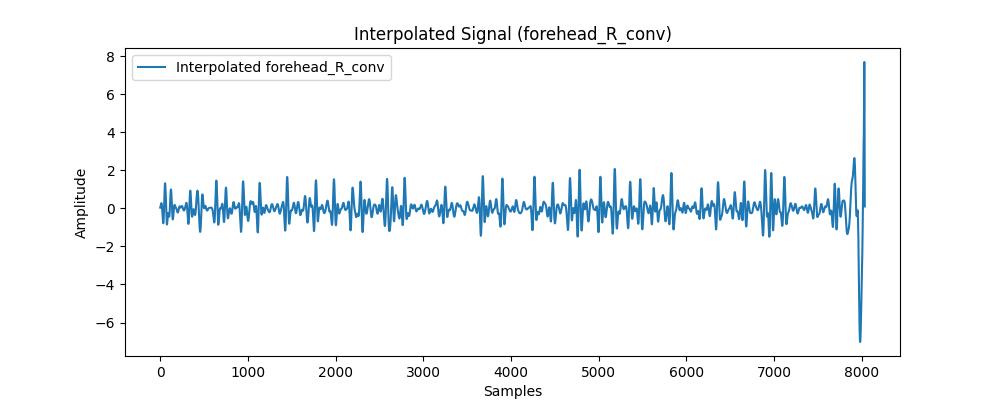 Interpolated Signal (forehead_R_conv)
Interpolated forehead_R_conv
8
6
4
2
0
−2
−4
−6
Amplitude
0 1000 2000 3000 4000 5000 6000 7000 8000
Samples